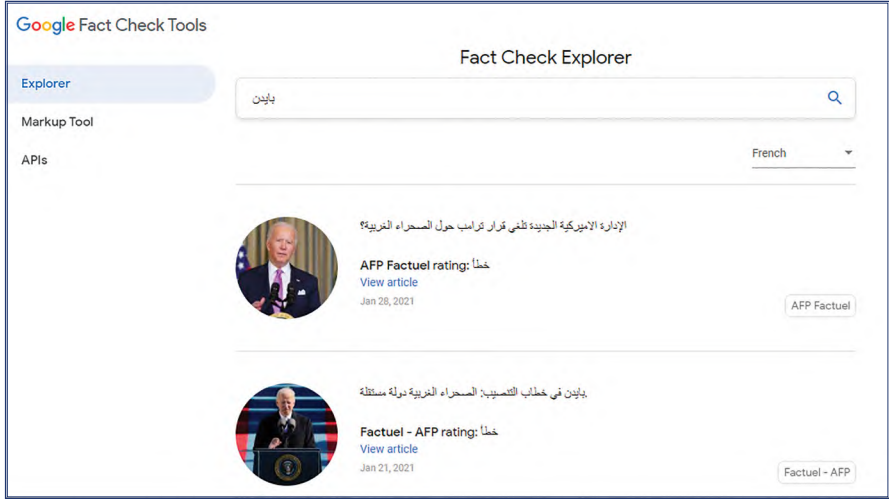 Google Fact Check Tools
Fact Check Explorer
Explorer
Markup Tool
APIs
بايدن
French
الإدارة الاميركية الجديدة تلغي قرار ترامب حول الصحراء الغربية؟
AFP Factuel rating: خطأ
View article
Jan 28, 2021
AFP Factuel
بايدن في خطاب التنصيب: الصحراء الغربية دولة مستقلة.
Factuel - AFP rating: خطأ
View article
Jan 21, 2021
Factuel - AFP